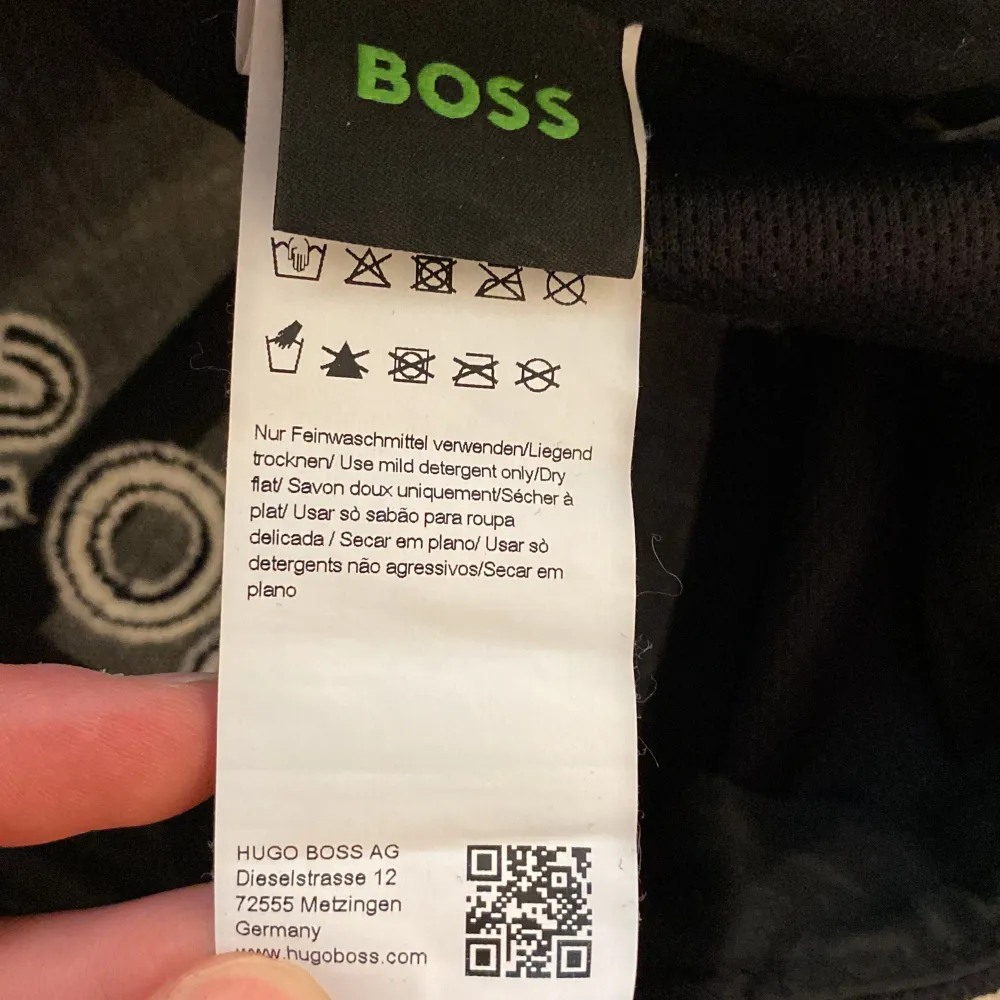 BOSS
Nur Feinwaschmittel verwenden/Liegend
trocknen/ Use mild detergent only/Dry
flat/ Savon doux uniquement/Sécher à
plat/ Usar sò sabão para roupa
delicada / Secar em plano/ Usar sò
detergents não agressivos/Secar em
plano
HUGO BOSS AG
Dieselstrasse 12
72555 Metzingen
Germany
www.hugoboss.com